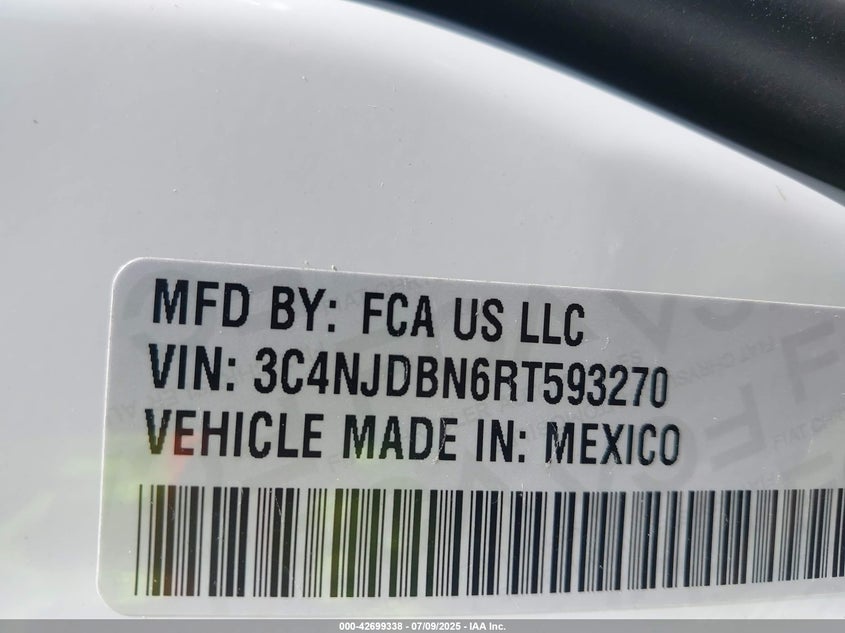 MFD BY: FCA US LLC
VIN: 3C4NJDBN6RT593270
VEHICLE MADE IN: MEXICO
000-42699338 - 07/09/2025 - IAA Inc.